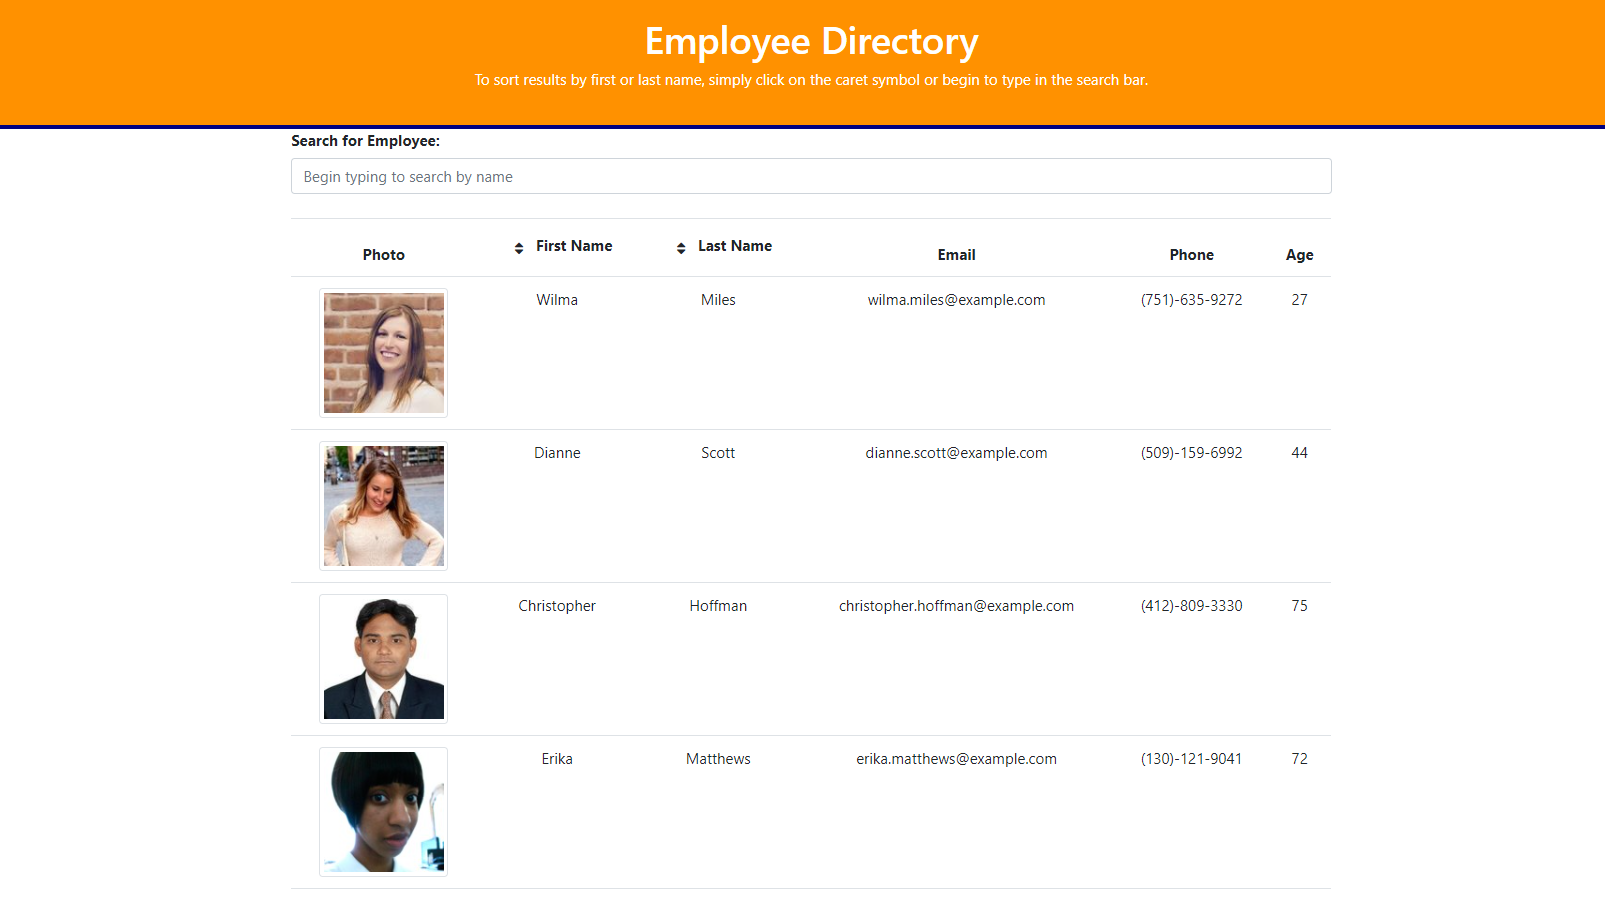 Employee Directory
To sort results by first or last name, simply click on the caret symbol or begin to type in the search bar.
Search for Employee:
Begin typing to search by name
Photo First Name Last Name Email Phone Age
Wilma Miles wilma.miles@example.com (751)-635-9272 27
Dianne Scott dianne.scott@example.com (509)-159-6992 44
Christopher Hoffman christopher.hoffman@example.com (412)-809-3330 75
Erika Matthews erika.matthews@example.com (130)-121-9041 72